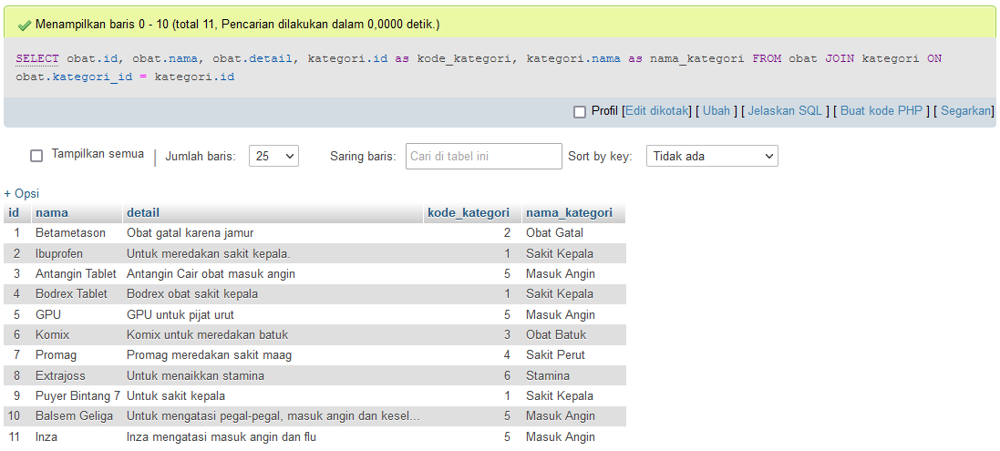 Menampilkan baris 0 - 10 (total 11, Pencarian dilakukan dalam 0,0000 detik.)
SELECT obat.id, obat.nama, obat.detail, kategori.id as kode_kategori, kategori.nama as nama_kategori FROM obat JOIN kategori ON
obat.kategori_id = kategori.id
Profil [Edit dikotak] [ Ubah ] [ Jelaskan SQL ] [ Buat kode PHP ] [ Segarkan]
Tampilkan semua | Jumlah baris: 25 Saring baris: Cari di tabel ini Sort by key: Tidak ada
+ Opsi
id nama detail kode_kategori nama_kategori
1 Betametason Obat gatal karena jamur 2 Obat Gatal
2 Ibuprofen Untuk meredakan sakit kepala. 1 Sakit Kepala
3 Antangin Tablet Antangin Cair obat masuk angin 5 Masuk Angin
4 Bodrex Tablet Bodrex obat sakit kepala 1 Sakit Kepala
5 GPU GPU untuk pijat urut 5 Masuk Angin
6 Komix Komix untuk meredakan batuk 3 Obat Batuk
7 Promag Promag meredakan sakit maag 4 Sakit Perut
8 Extrajoss Untuk menaikkan stamina 6 Stamina
9 Puyer Bintang 7 Untuk sakit kepala 1 Sakit Kepala
10 Balsem Geliga Untuk mengatasi pegal-pegal, masuk angin dan kesel... 5 Masuk Angin
11 Inza Inza mengatasi masuk angin dan flu 5 Masuk Angin